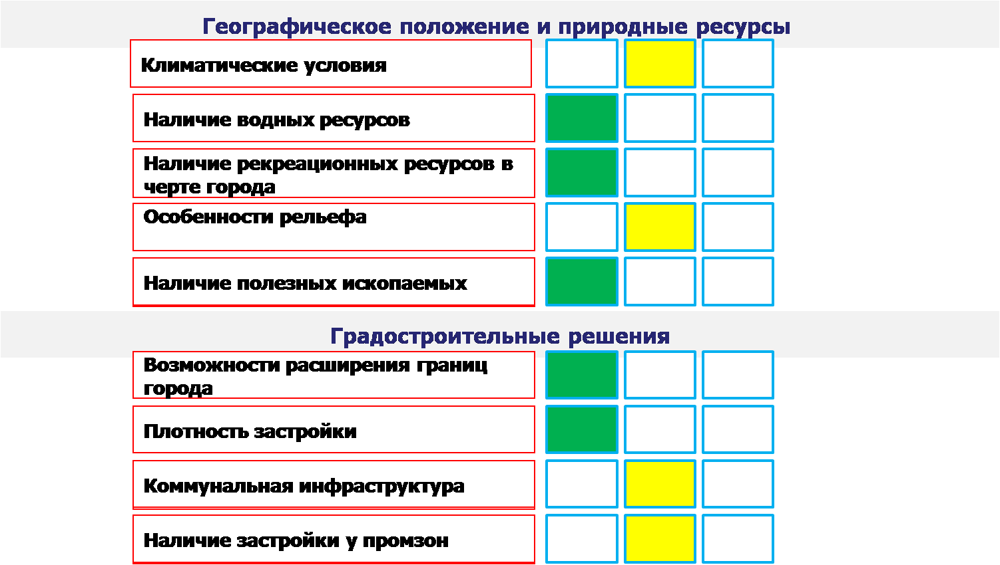 Географическое положение и природные ресурсы
Климатические условия
Наличие водных ресурсов
Наличие рекреационных ресурсов в
черте города
Особенности рельефа
Наличие полезных ископаемых
Градостроительные решения
Возможности расширения границ
города
Плотность застройки
Коммунальная инфраструктура
Наличие застройки у промзон